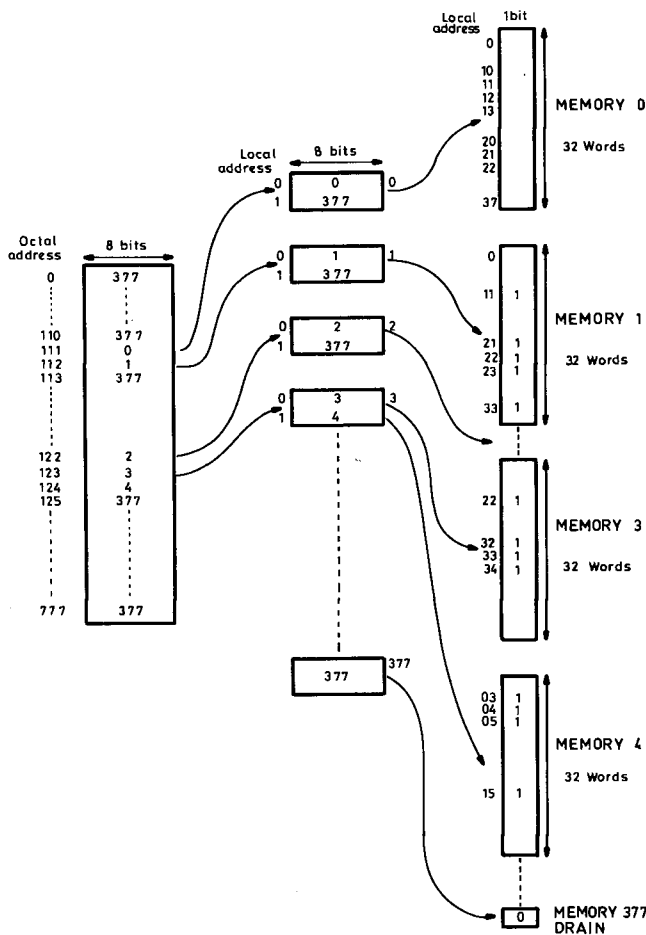 Octal address
8 bits
0 377
110 377
111 0
112 1
113 377
122 2
123 3
124 4
125 377
777 377
Local address
8 bits
0 0 0
1 377
0 1 1
1 377
0 2 2
1 377
0 3 3
1 4
377 377
Local address
1 bit
0
10
11
12
13
20
21
22
37
MEMORY 0
32 Words
0
11 1
21 1
22 1
23 1
33 1
MEMORY 1
32 Words
22 1
32 1
33 1
34 1
MEMORY 3
32 Words
03 1
04 1
05 1
15 1
MEMORY 4
32 Words
0
MEMORY 377
DRAIN